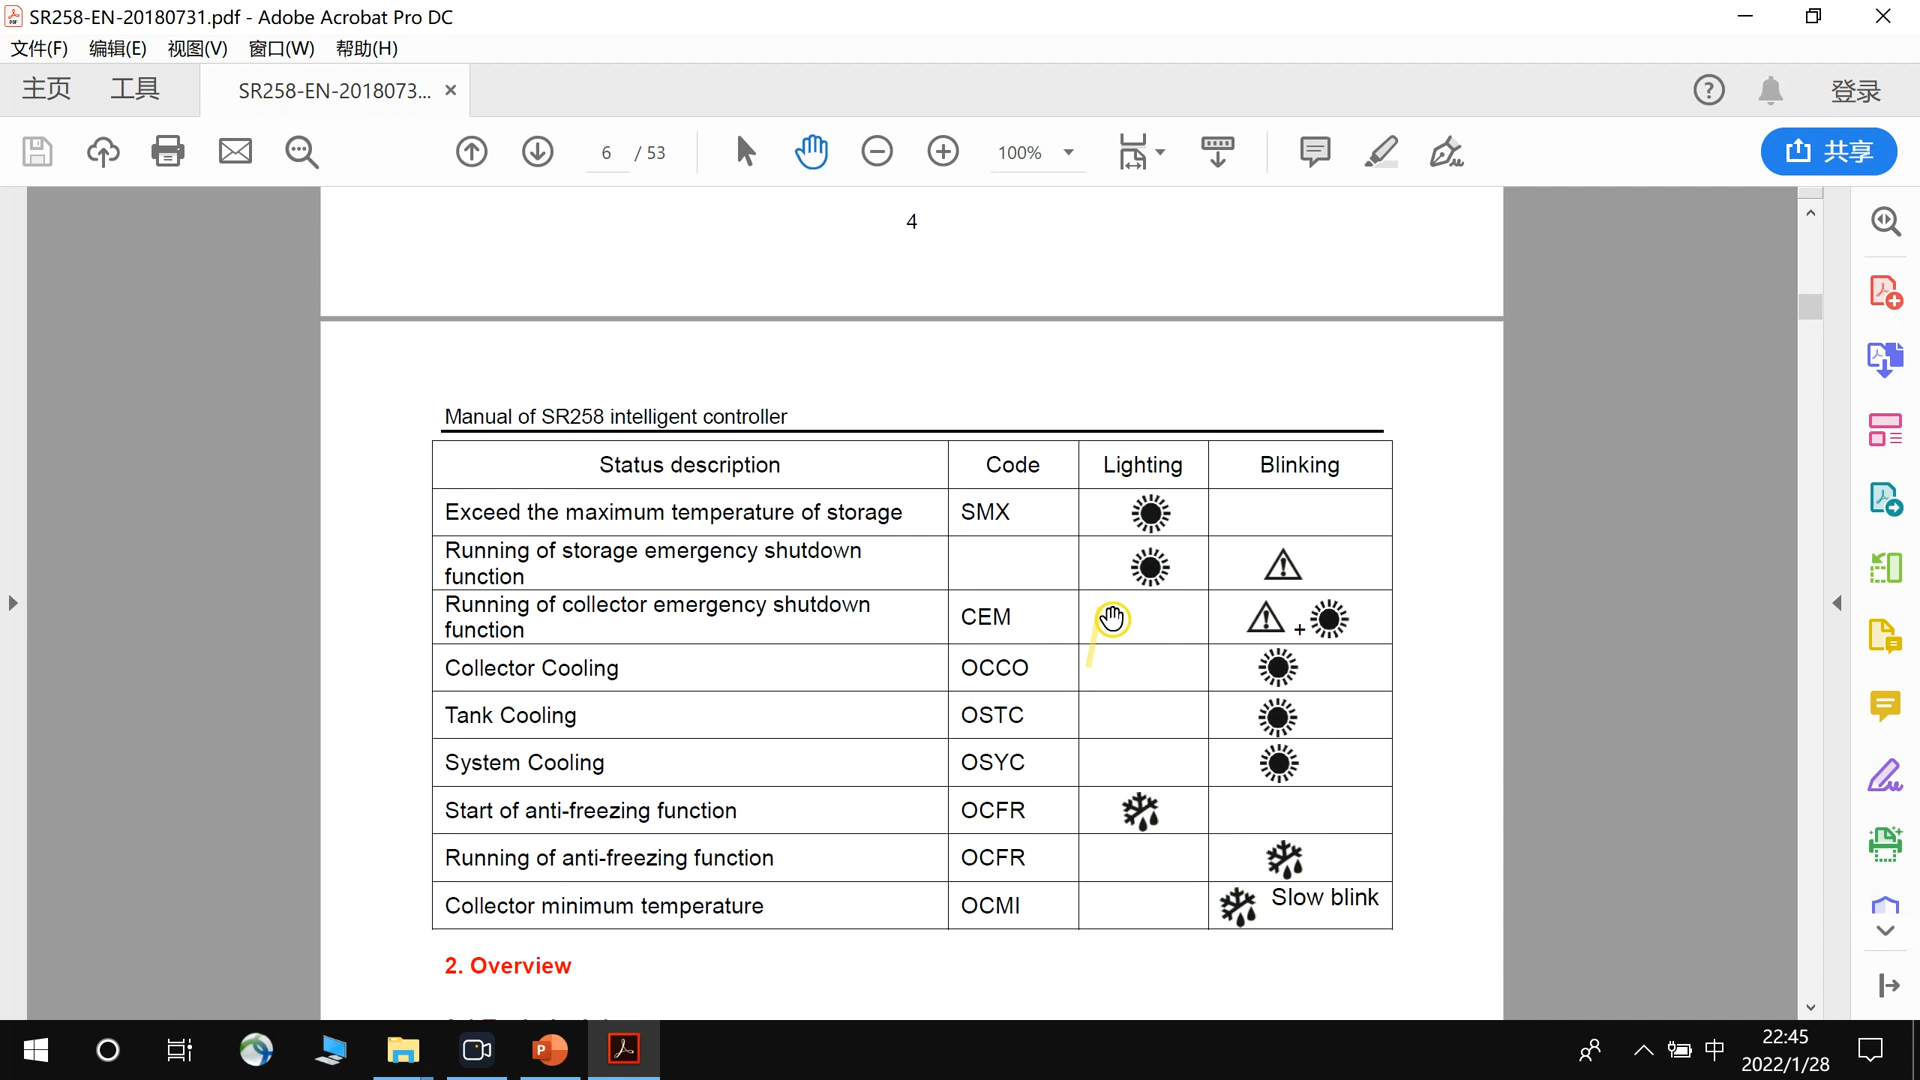 SR258-EN-20180731.pdf - Adobe Acrobat Pro DC
文件(F) 编辑(E) 视图(V) 窗口(W) 帮助(H)
主页 工具 SR258-EN-2018073... × 登录
6 / 53 100% 共享
4
Manual of SR258 intelligent controller
Status description Code Lighting Blinking
Exceed the maximum temperature of storage SMX
Running of storage emergency shutdown
function
Running of collector emergency shutdown
function CEM +
Collector Cooling OCCO
Tank Cooling OSTC
System Cooling OSYC
Start of anti-freezing function OCFR
Running of anti-freezing function OCFR
Collector minimum temperature OCMI Slow blink
2. Overview
中 22:45
2022/1/28